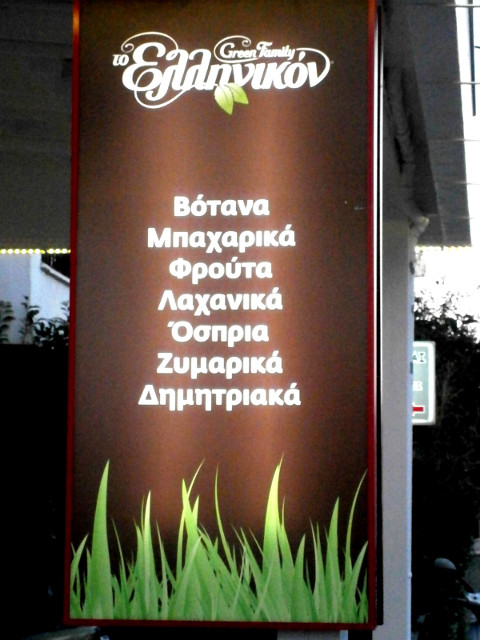 Green Family
το Ελληνικόν
Βότανα
Μπαχαρικά
Φρούτα
Λαχανικά
Όσπρια
Ζυμαρικά
Δημητριακά